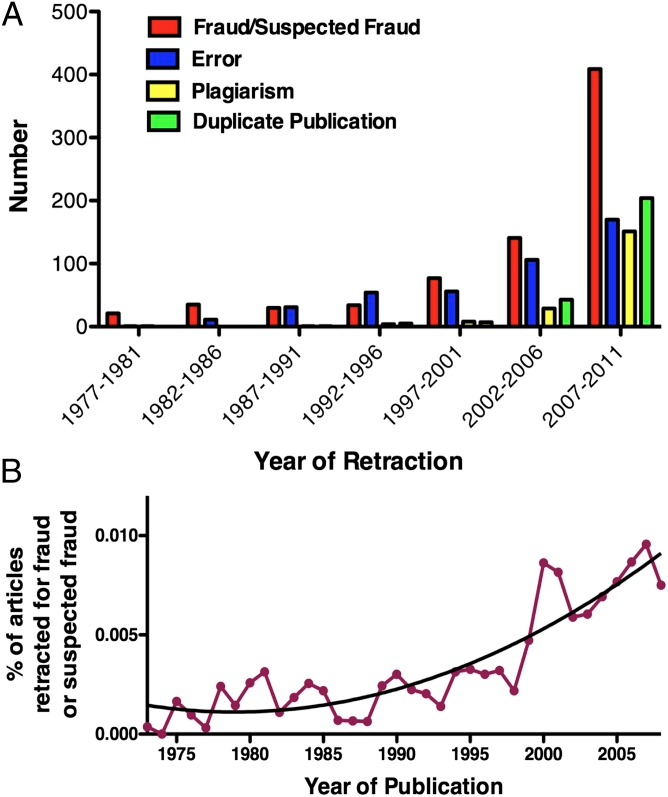 A
500
400
300
200
100
0
Number
Fraud/Suspected Fraud
Error
Plagiarism
Duplicate Publication
1977-1981
1982-1986
1987-1991
1992-1996
1997-2001
2002-2006
2007-2011
Year of Retraction
B
% of articles
retracted for fraud
or suspected fraud
0.010
0.005
0.000
1975
1980
1985
1990
1995
2000
2005
Year of Publication